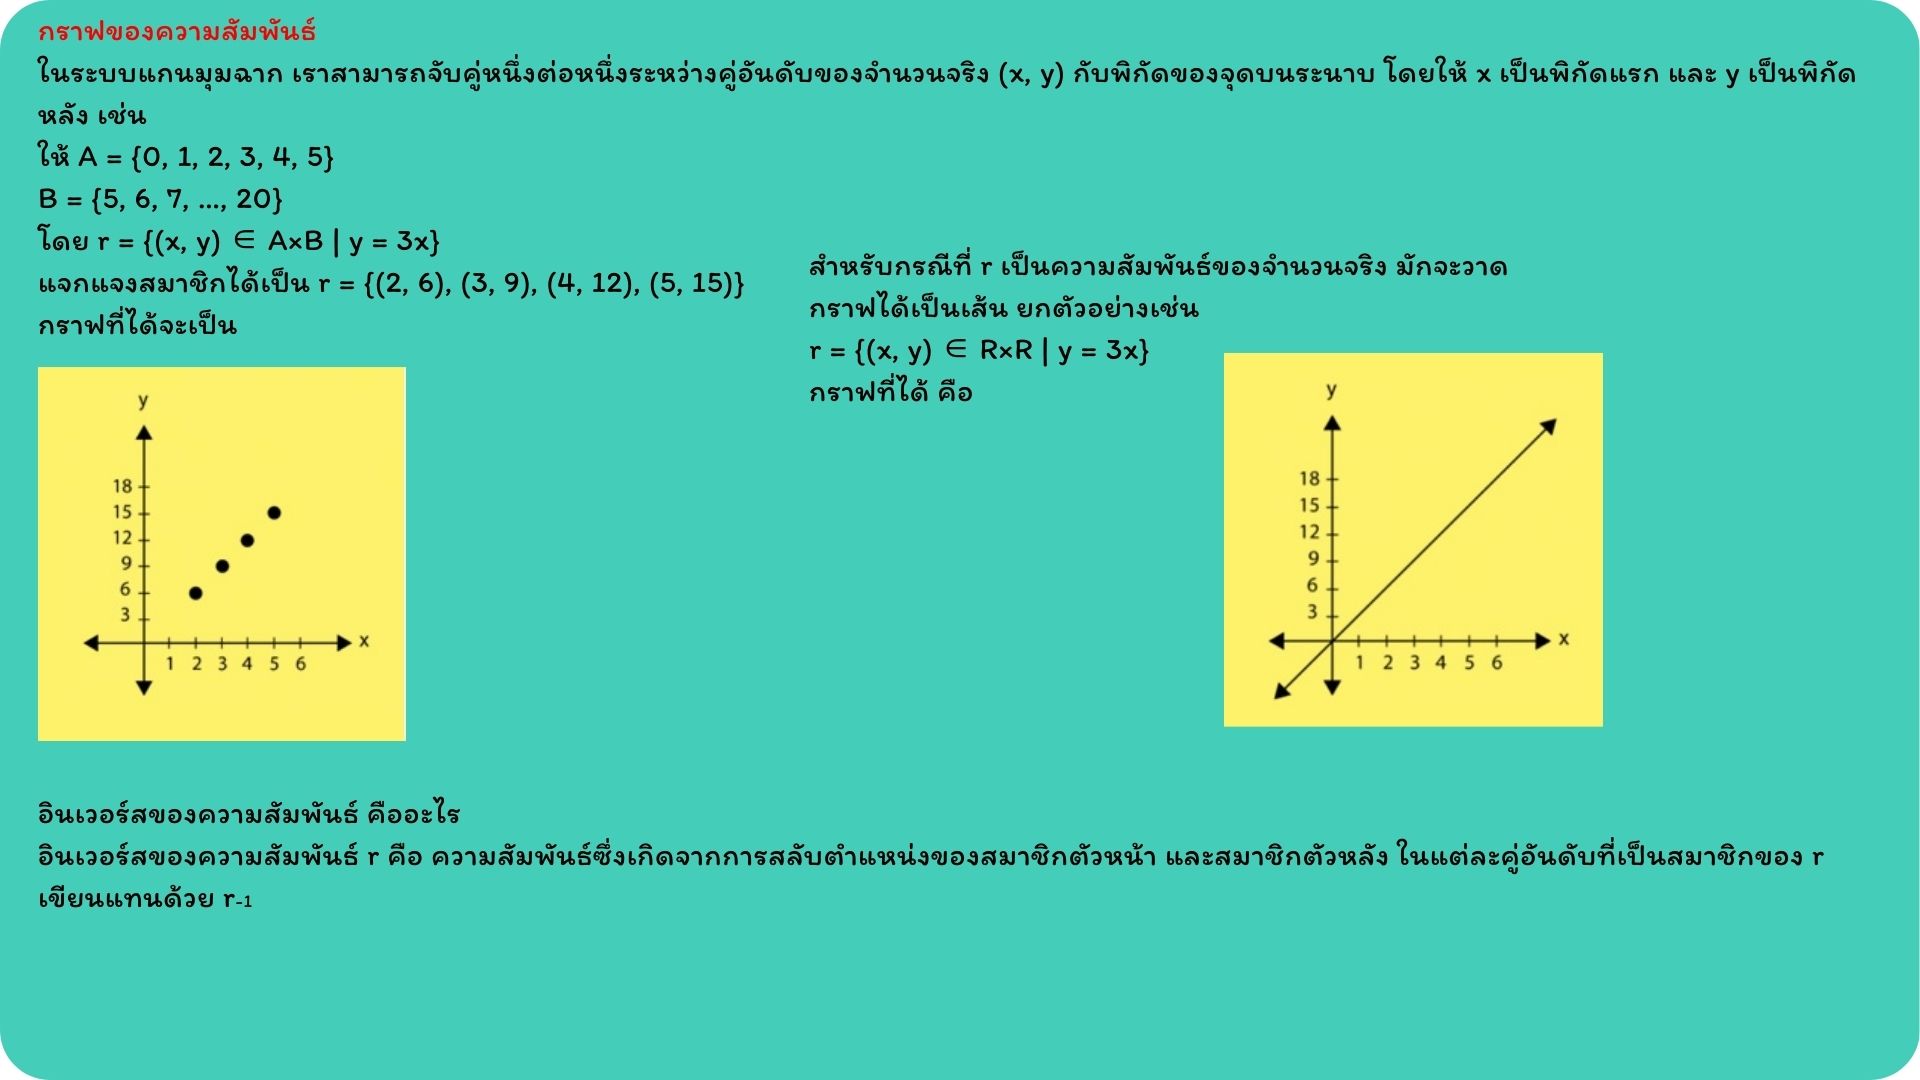 กราฟของความสัมพันธ์
ในระบบแกนมุมฉาก เราสามารถจับคู่หนึ่งต่อหนึ่งระหว่างคู่อันดับของจำนวนจริง (x, y) กับพิกัดของจุดบนระนาบ โดยให้ x เป็นพิกัดแรก และ y เป็นพิกัด
หลัง เช่น
ให้ A = {0, 1, 2, 3, 4, 5}
B = {5, 6, 7, ..., 20}
โดย r = {(x, y) ∈ A×B | y = 3x}
แจกแจงสมาชิกได้เป็น r = {(2, 6), (3, 9), (4, 12), (5, 15)}
กราฟที่ได้จะเป็น
y
18
15
12
9
6
3
x
1 2 3 4 5 6
สำหรับกรณีที่ r เป็นความสัมพันธ์ของจำนวนจริง มักจะวาด
กราฟได้เป็นเส้น ยกตัวอย่างเช่น
r = {(x, y) ∈ R×R | y = 3x}
กราฟที่ได้ คือ
y
18
15
12
9
6
3
x
1 2 3 4 5 6
อินเวอร์สของความสัมพันธ์ คืออะไร
อินเวอร์สของความสัมพันธ์ r คือ ความสัมพันธ์ซึ่งเกิดจากการสลับตำแหน่งของสมาชิกตัวหน้า และสมาชิกตัวหลัง ในแต่ละคู่อันดับที่เป็นสมาชิกของ r
เขียนแทนด้วย r-1